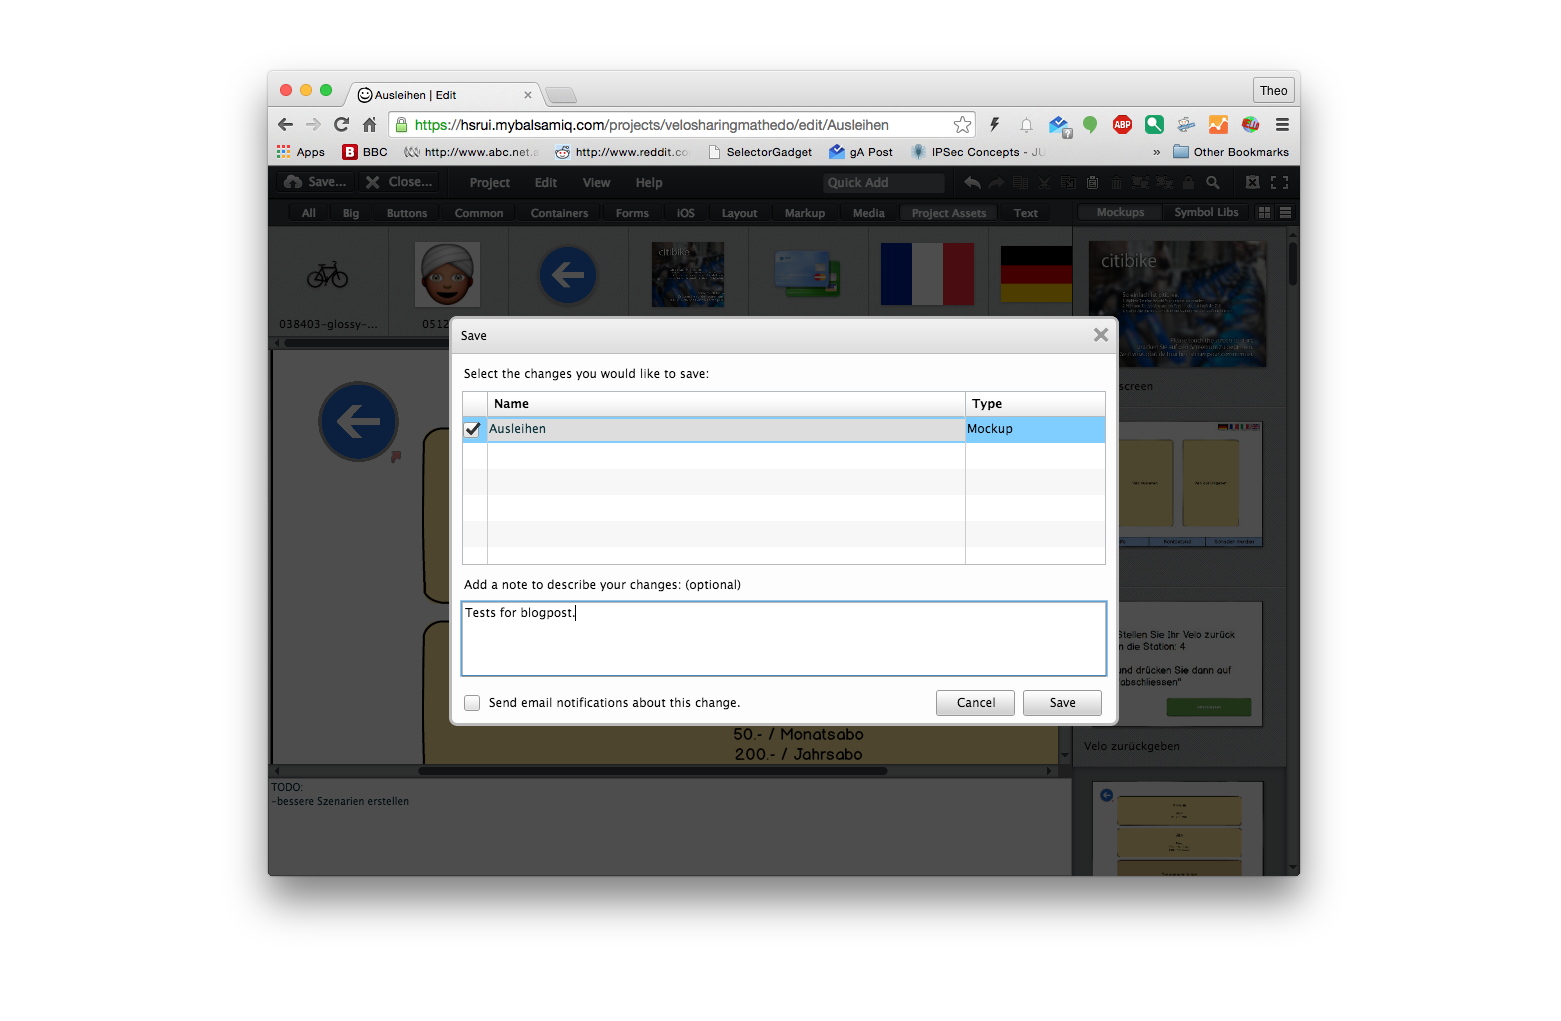 Ausleihen | Edit
Theo
https://hsrui.mybalsamiq.com/projects/velosharingmathedo/edit/Ausleihen
ABP
Apps
BBC
http://www.abc.net.a
http://www.reddit.co
SelectorGadget
gA Post
IPSec Concepts - JU
»
Other Bookmarks
Save...
Close...
Project
Edit
View
Help
Quick Add
All
Big
Buttons
Common
Containers
Forms
iOS
Layout
Markup
Media
Project Assets
Text
Mockups
Symbol Libs
citibike
citibike
038403-glossy-...
0512
screen
Save
Select the changes you would like to save:
Name
Type
Ausleihen
Mockup
Add a note to describe your changes: (optional)
Tests for blogpost.
Send email notifications about this change.
Cancel
Save
Stellen Sie Ihr Velo zurück
n die Station: 4
und drücken Sie dann auf
abschliessen"
Velo zurückgeben
50.- / Monatsabo
200.- / Jahrsabo
TODO:
-bessere Szenarien erstellen